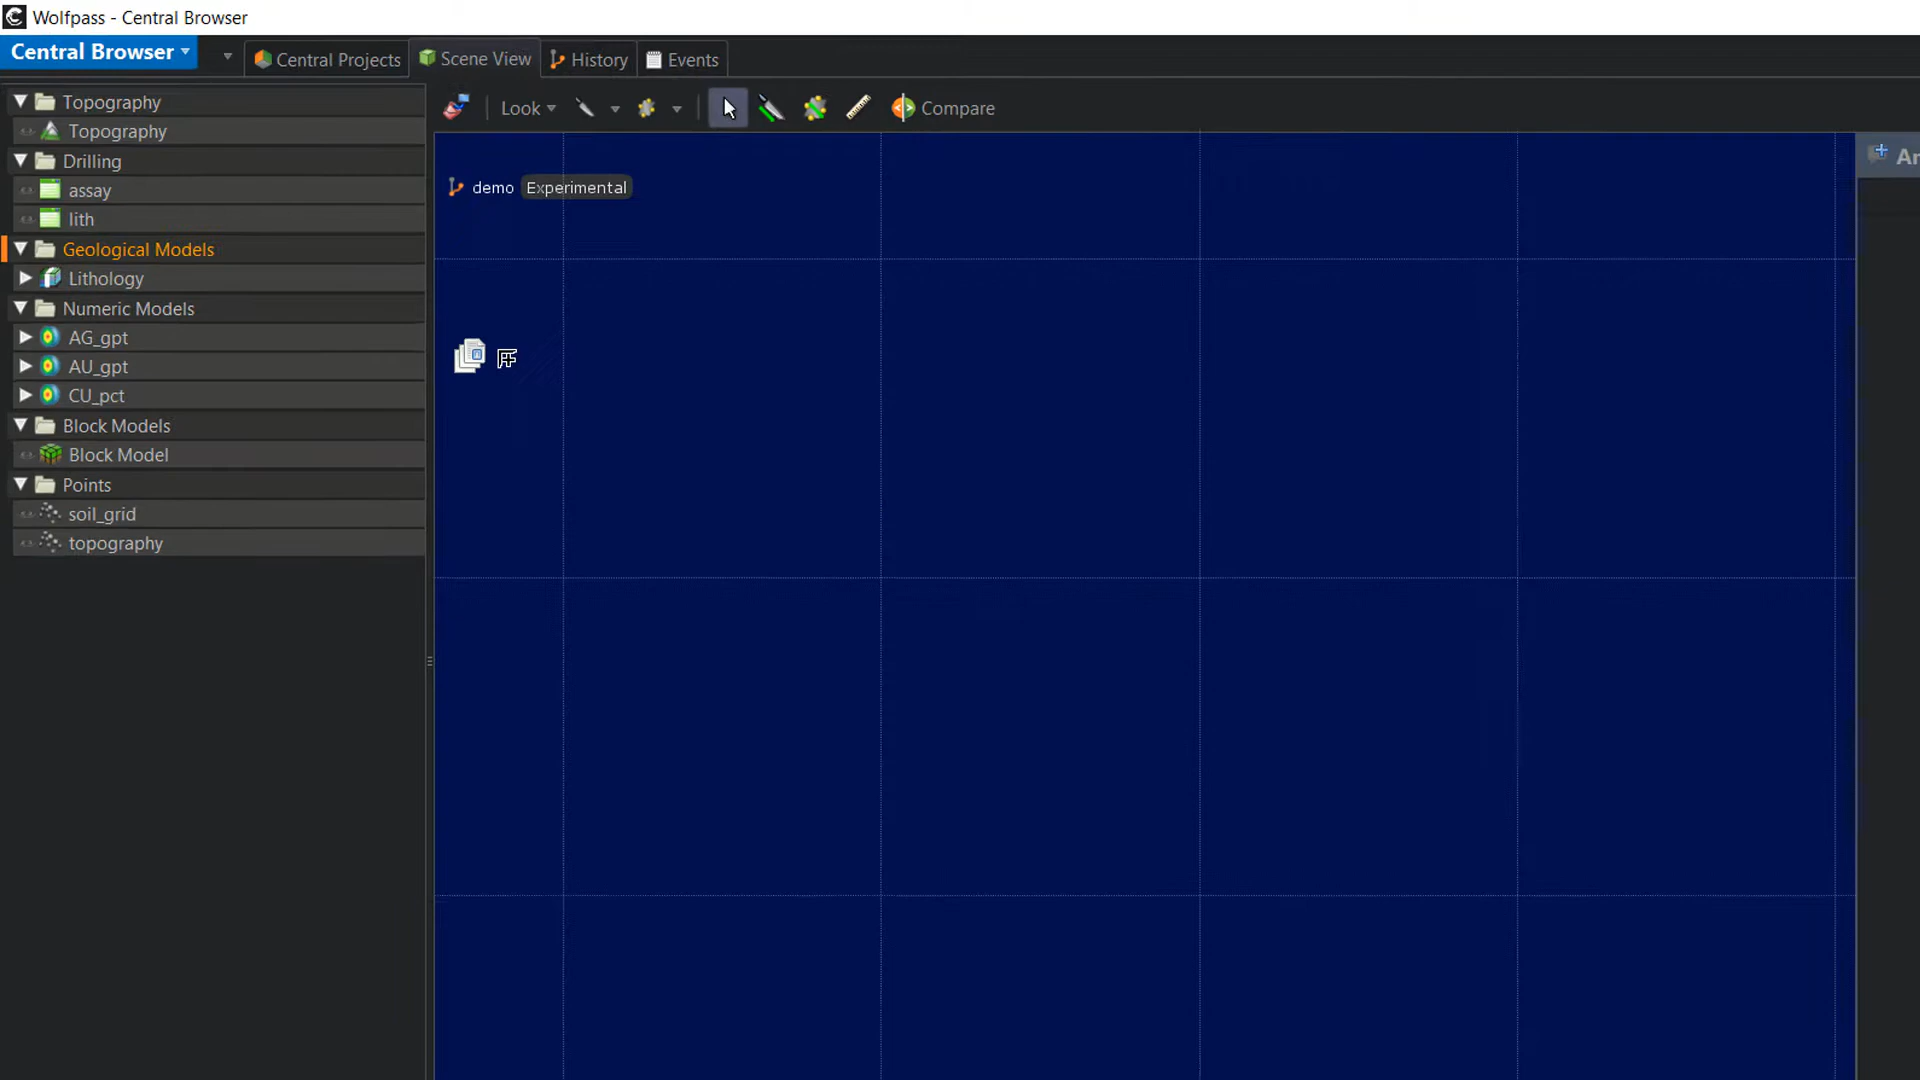 Wolfpass - Central Browser
Central Browser
Central Projects
Scene View
History
Events
Look
Compare
Topography
Topography
Drilling
assay
lith
Geological Models
Lithology
Numeric Models
AG_gpt
AU_gpt
CU_pct
Block Models
Block Model
Points
soil_grid
topography
demo Experimental
Ar